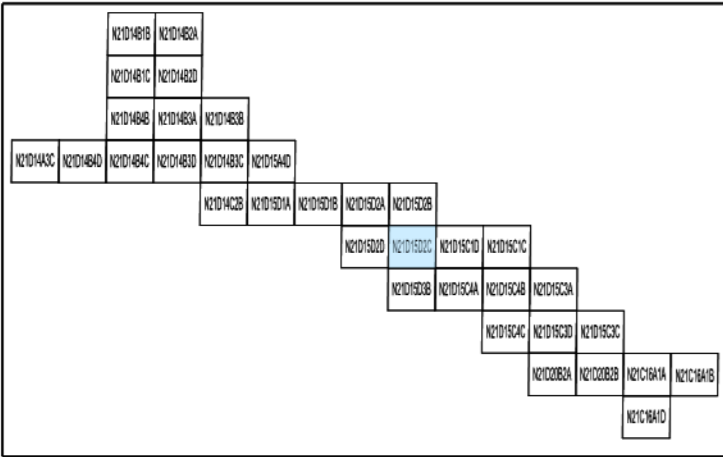 N21D14B1B N21D14B2A
N21D14B1C N21D14B2D
N21D14B4B N21D14B3A N21D14B3B
N21D14A3C N21D14B4D N21D14B4C N21D14B3D N21D14B3C N21D15A4D
N21D14C2B N21D15D1A N21D15D1B N21D15D2A N21D15D2B
N21D15D2D N21D15D2C N21D15C1D N21D15C1C
N21D15D3B N21D15C4A N21D15C4B N21D15C3A
N21D15C4C N21D15C3D N21D15C3C
N21D20B2A N21D20B2B N21C16A1A N21C16A1B
N21C16A1D